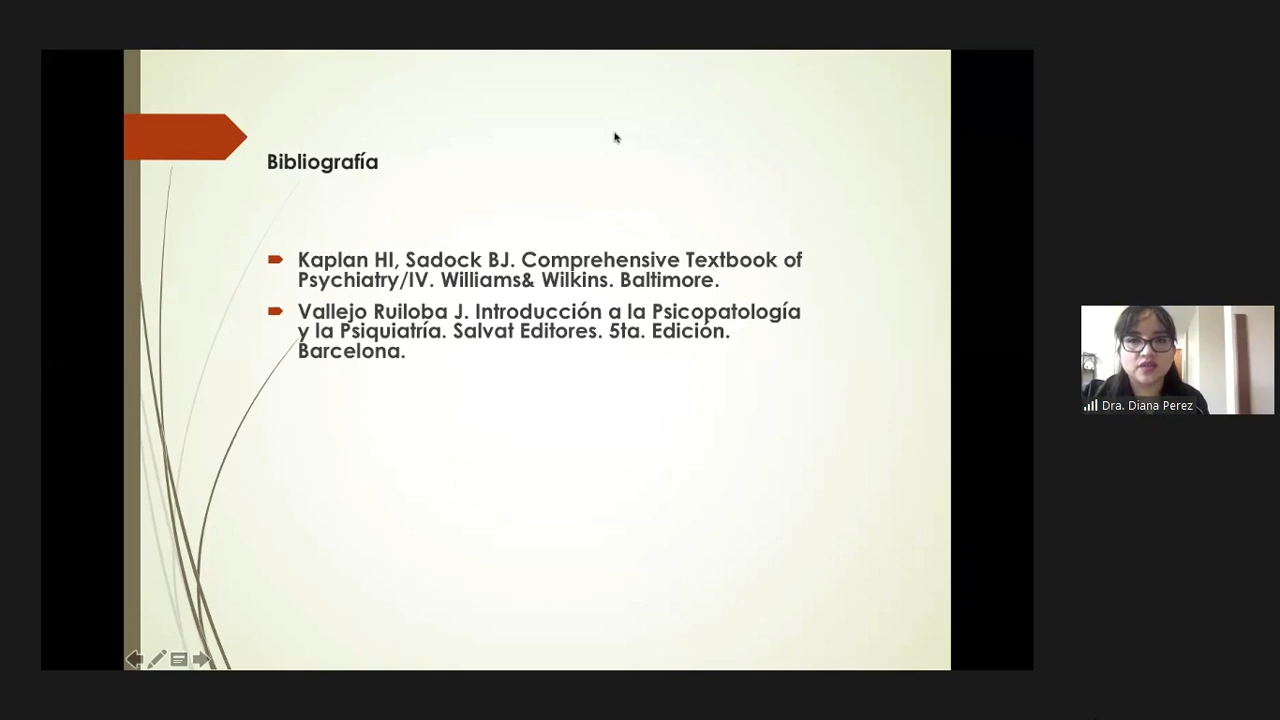 Bibliografía
Kaplan HI, Sadock BJ. Comprehensive Textbook of
Psychiatry/IV. Williams& Wilkins. Baltimore.
Vallejo Ruiloba J. Introducción a la Psicopatología
y la Psiquiatría. Salvat Editores. 5ta. Edición.
Barcelona.
Dra. Diana Perez